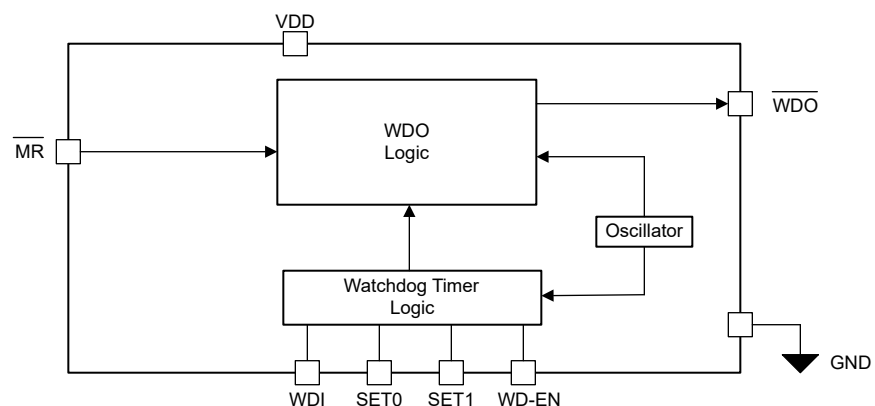 VDD
WDO
Logic
WDO
MR
Oscillator
Watchdog Timer
Logic
GND
WDI
SET0
SET1
WD-EN